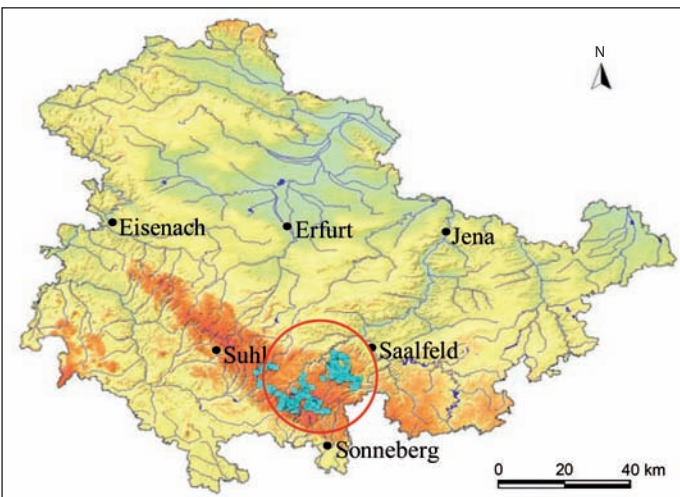 N
Eisenach
Erfurt
Jena
Suhl
Saalfeld
Sonneberg
0 20 40 km